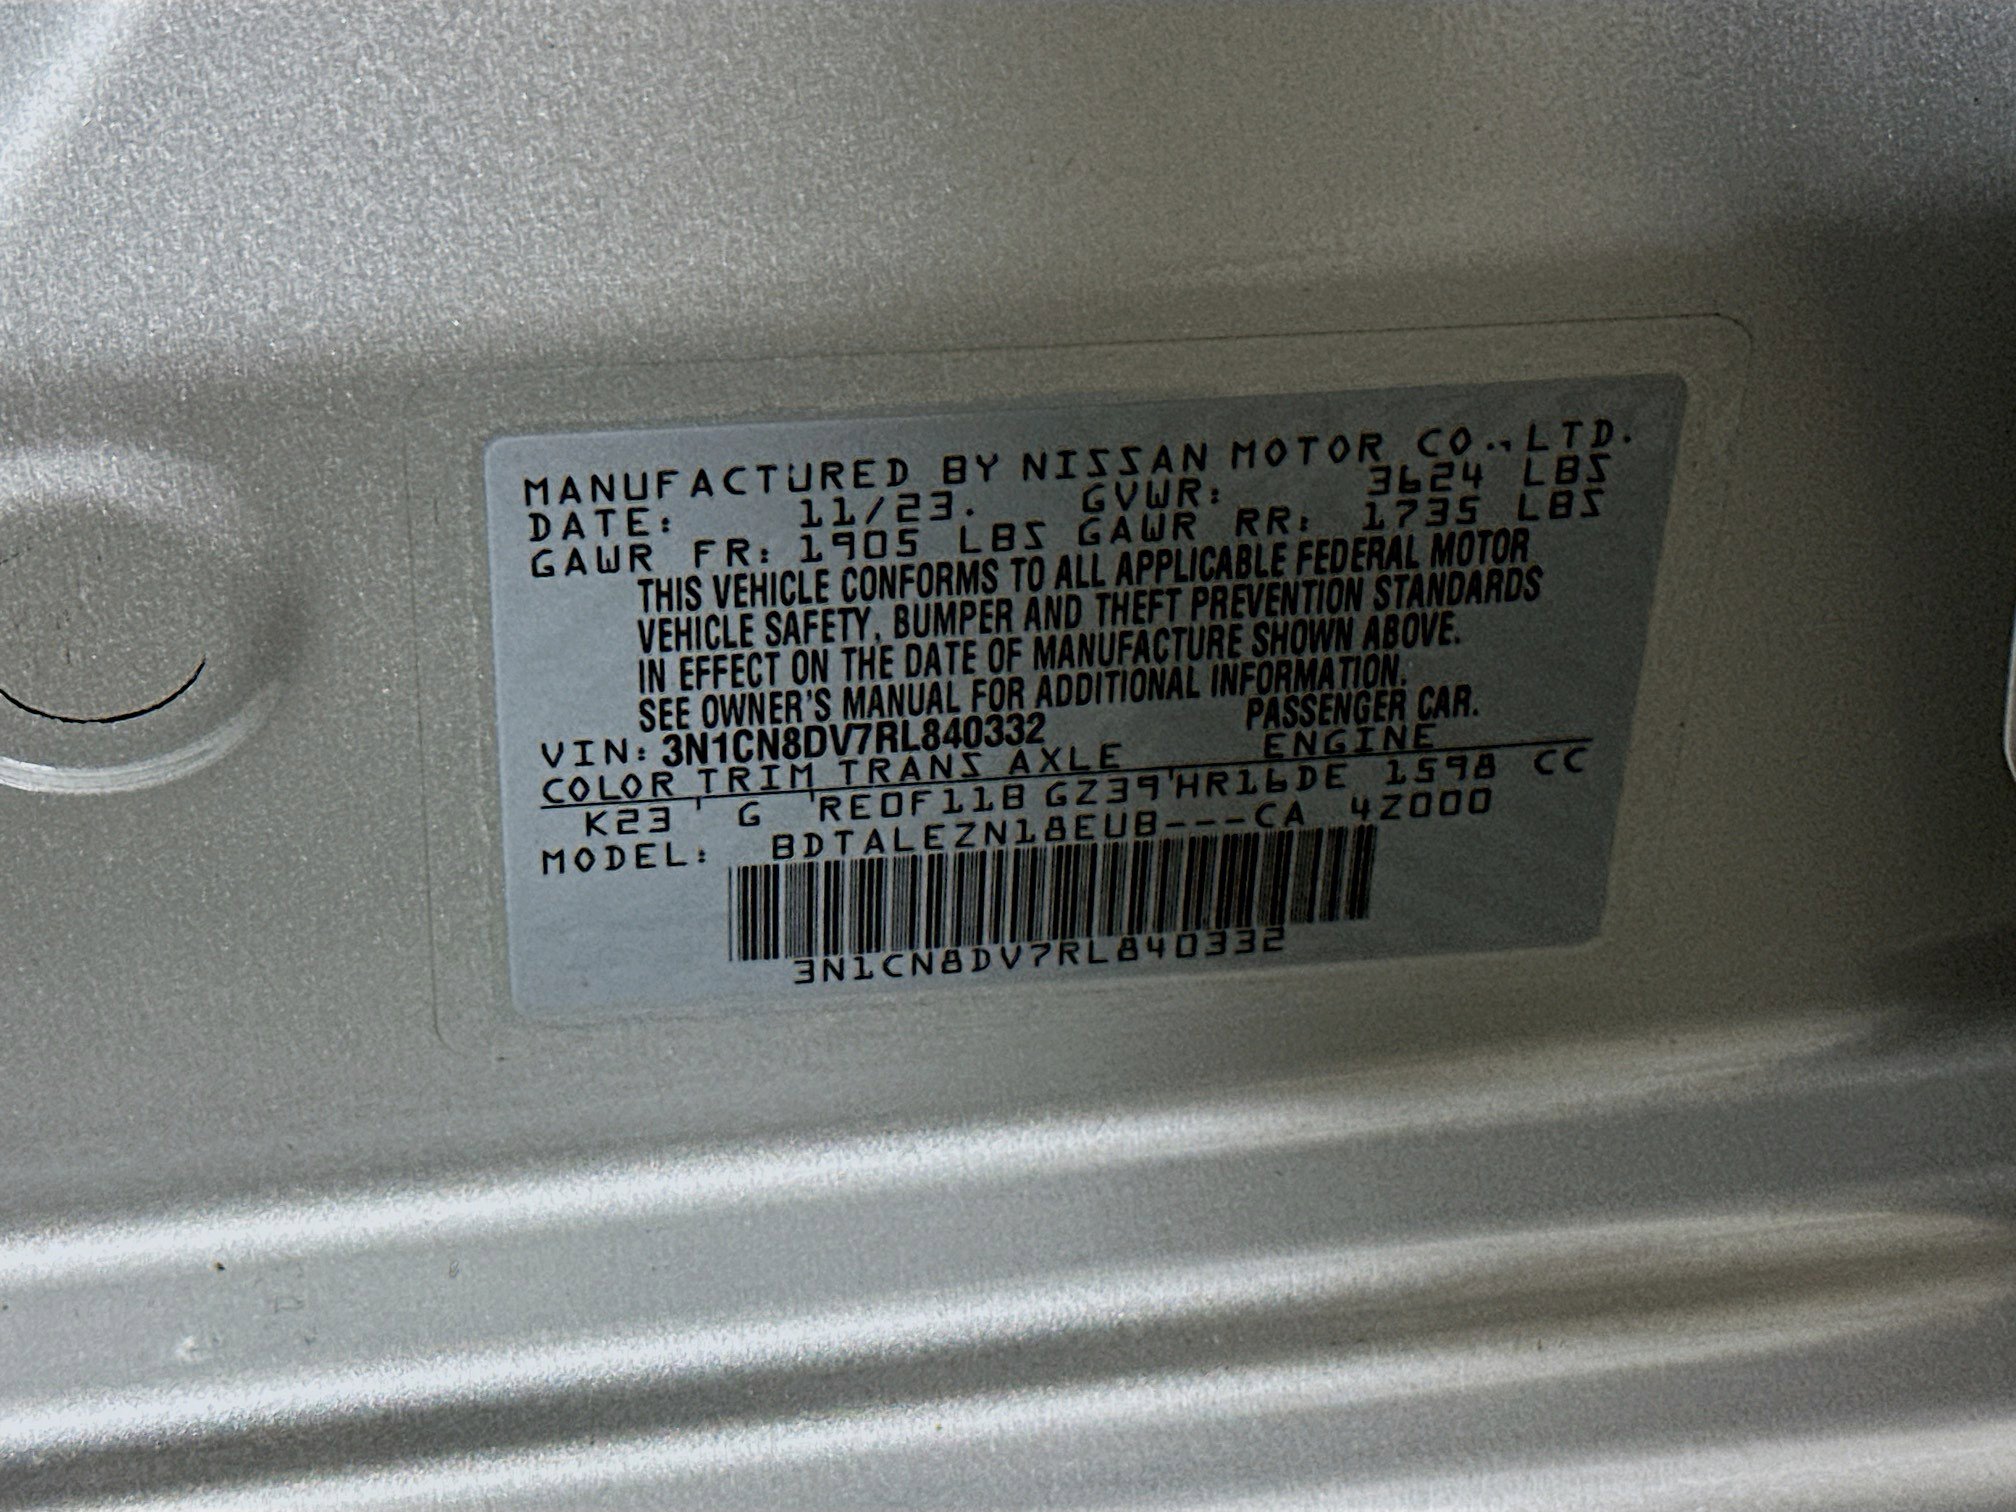 MANUFACTURED BY NISSAN MOTOR CO., LTD.
DATE: 11/23. GVWR: 3624 LBS
GAWR FR: 1905 LBS GAWR RR: 1735 LBS
THIS VEHICLE CONFORMS TO ALL APPLICABLE FEDERAL MOTOR
VEHICLE SAFETY, BUMPER AND THEFT PREVENTION STANDARDS
IN EFFECT ON THE DATE OF MANUFACTURE SHOWN ABOVE.
SEE OWNER'S MANUAL FOR ADDITIONAL INFORMATION.
VIN: 3N1CN8DV7RL840332 PASSENGER CAR.
COLOR TRIM TRANS AXLE ENGINE
K23 G RE0F11B GZ39 HR16DE 1598 CC
MODEL: BDTALEZN18EUB---CA 4Z000
3N1CN8DV7RL840332